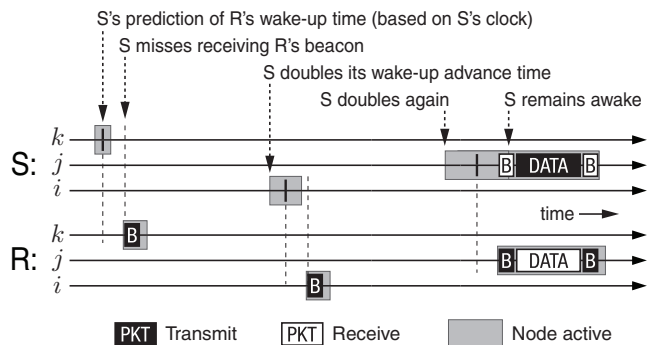 S's prediction of R's wake-up time (based on S's clock)
S misses receiving R's beacon
S doubles its wake-up advance time
S doubles again
S remains awake
S:
k
j
B DATA B
i
time
R:
k
B
j
B DATA B
i
B
PKT Transmit
PKT Receive
Node active